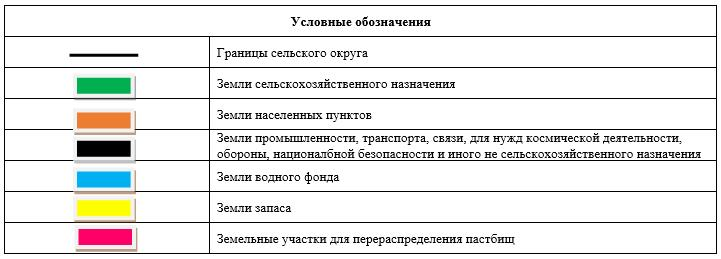 Условные обозначения
Границы сельского округа
Земли сельскохозяйственного назначения
Земли населенных пунктов
Земли промышленности, транспорта, связи, для нужд космической деятельности,
обороны, националбной безопасности и иного не сельскохозяйственного назначения
Земли водного фонда
Земли запаса
Земельные участки для перераспределения пастбищ